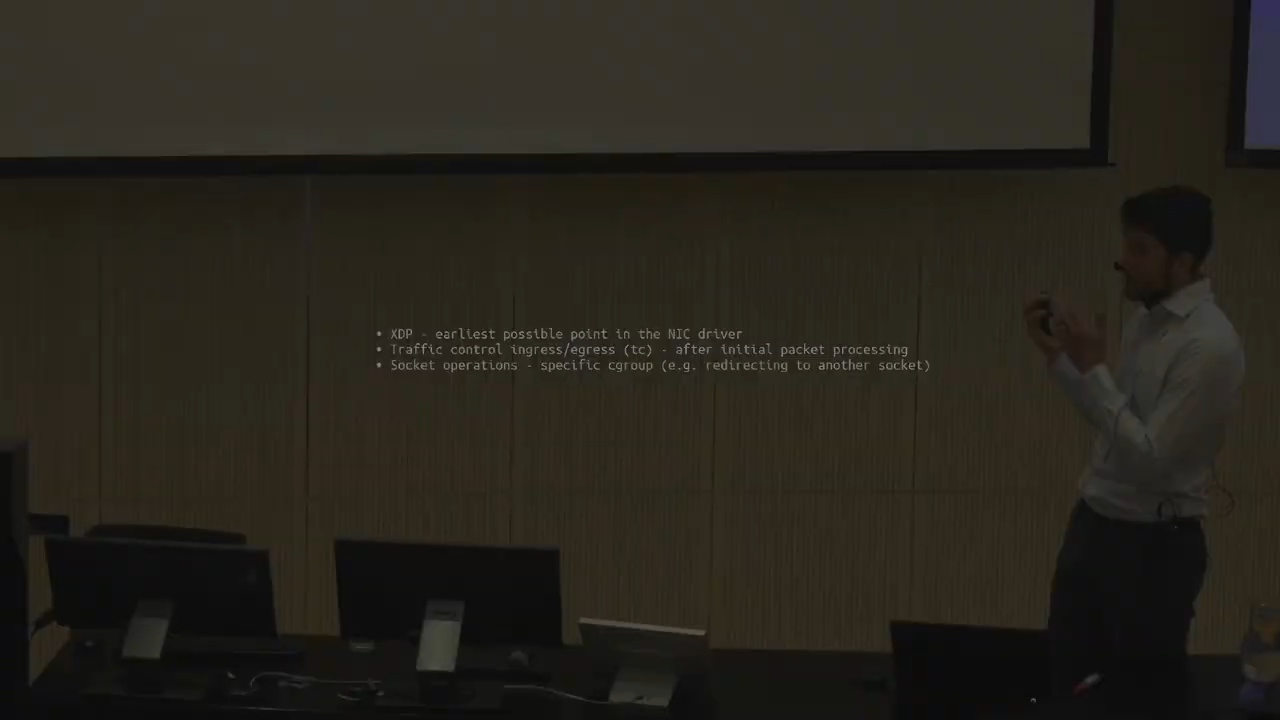 • XDP - earliest possible point in the NIC driver
• Traffic control ingress/egress (tc) - after initial packet processing
• Socket operations - specific cgroup (e.g. redirecting to another socket)